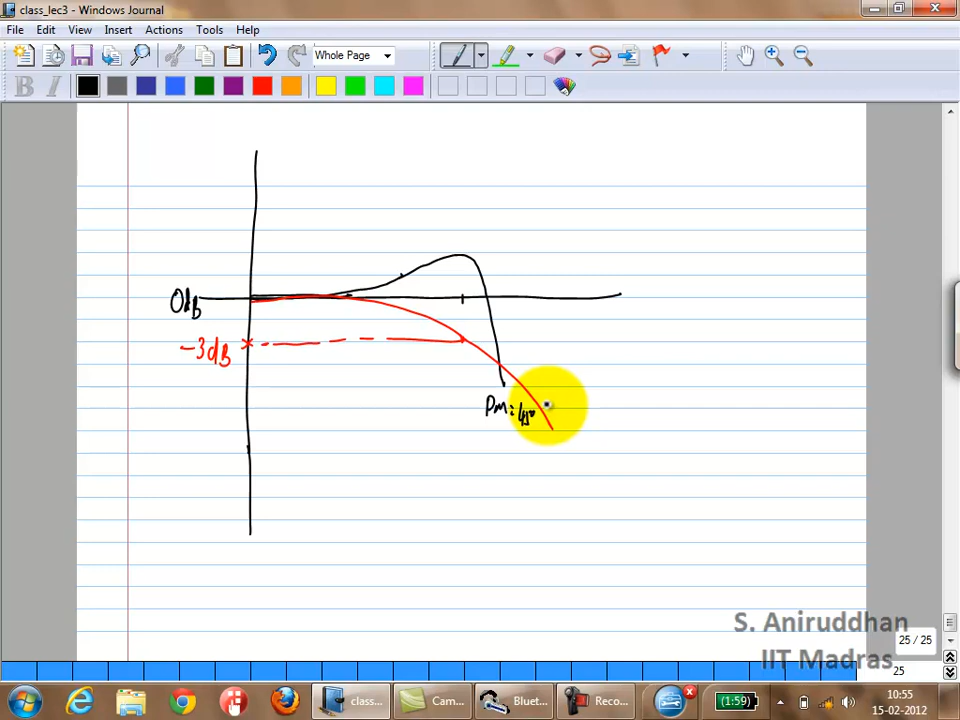 class_lec3 - Windows Journal
File Edit View Insert Actions Tools Help
Whole Page
B I
0dB
-3dB
PM = 45°
S. Aniruddhan
IIT Madras
25 / 25
25
class... Cam... Bluet... Reco... (1:59) 10:55
15-02-2012